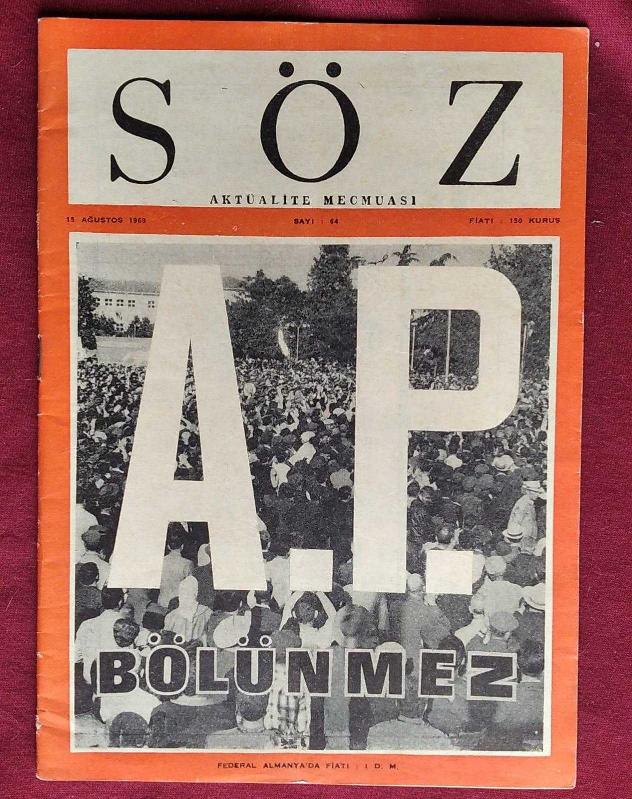 SÖZ
AKTÜALİTE MECMUASI
15 AĞUSTOS 1969 SAYI : 64 FİATI : 150 KURUŞ
A.P.
BÖLÜNMEZ
FEDERAL ALMANYA'DA FİATI : 1 D. M.